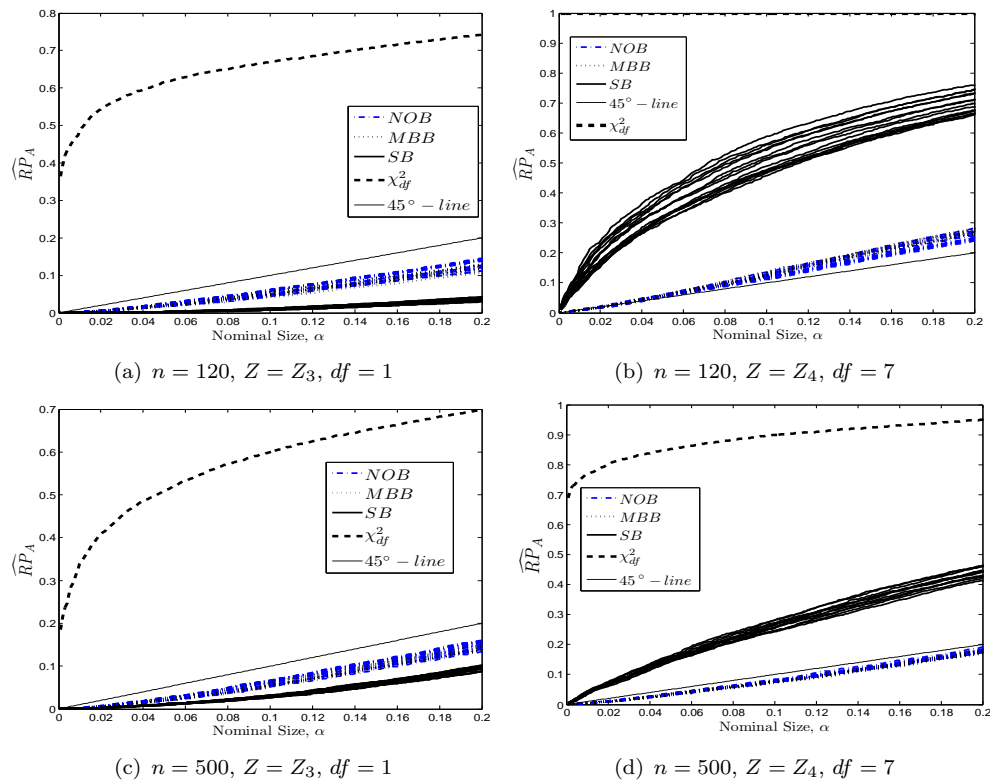 0.8
0.7
0.6
0.5
0.4
0.3
0.2
0.1
0
$\widehat{RP}_A$
NOB
MBB
SB
χ²_df
45° − line
0 0.02 0.04 0.06 0.08 0.1 0.12 0.14 0.16 0.18 0.2
Nominal Size, α
(a) n = 120, Z = Z₃, df = 1
1
0.9
0.8
0.7
0.6
0.5
0.4
0.3
0.2
0.1
0
NOB
MBB
SB
45° − line
χ²_df
0 0.02 0.04 0.06 0.08 0.1 0.12 0.14 0.16 0.18 0.2
Nominal Size, α
(b) n = 120, Z = Z₄, df = 7
0.7
0.6
0.5
0.4
0.3
0.2
0.1
0
$\widehat{RP}_A$
NOB
MBB
SB
χ²_df
45° − line
0 0.02 0.04 0.06 0.08 0.1 0.12 0.14 0.16 0.18 0.2
Nominal Size, α
(c) n = 500, Z = Z₃, df = 1
1
0.9
0.8
0.7
0.6
0.5
0.4
0.3
0.2
0.1
0
$\widehat{RP}_A$
NOB
MBB
SB
χ²_df
45° − line
0 0.02 0.04 0.06 0.08 0.1 0.12 0.14 0.16 0.18 0.2
Nominal Size, α
(d) n = 500, Z = Z₄, df = 7